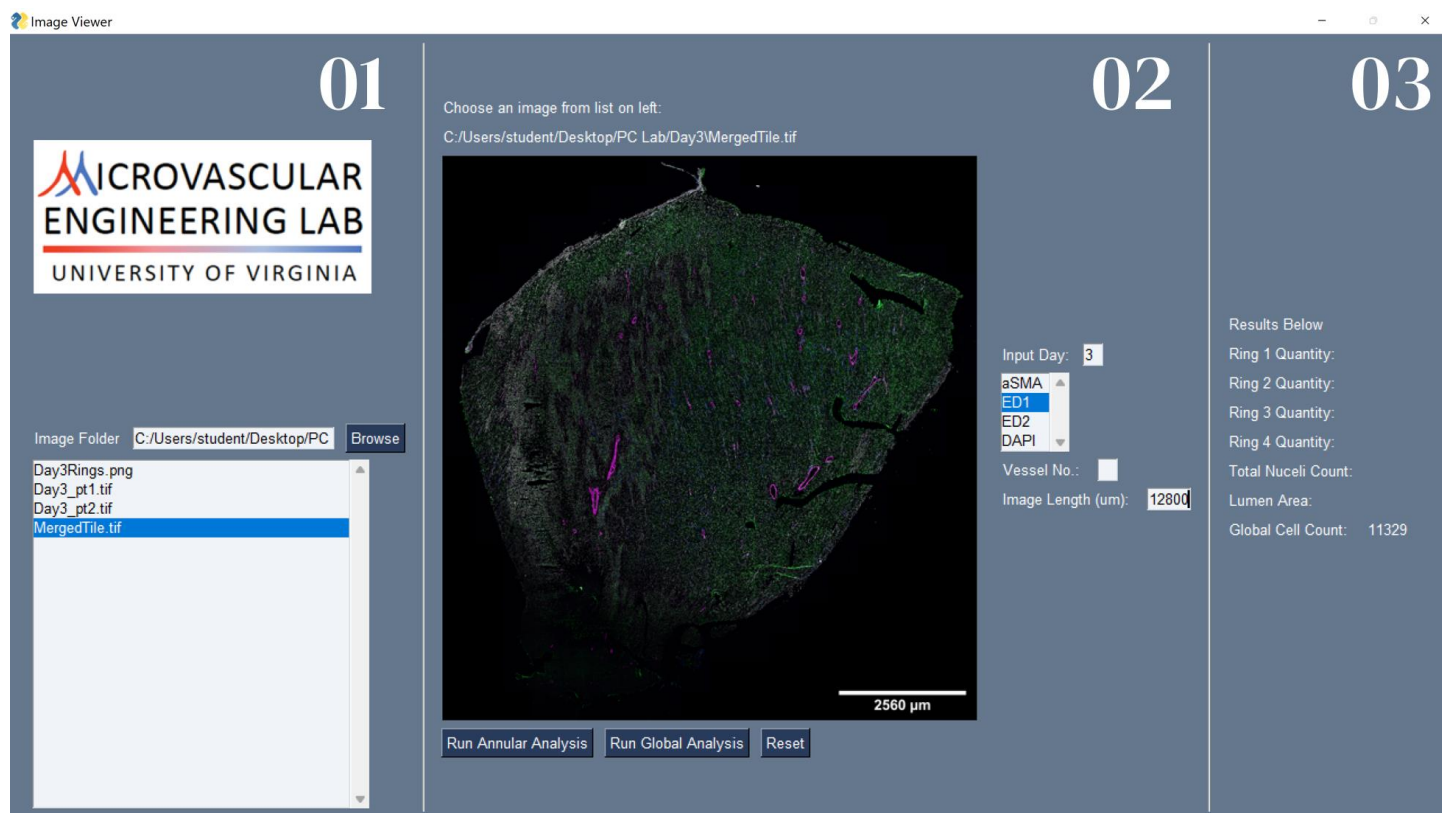 Image Viewer
01
MICROVASCULAR
ENGINEERING LAB
UNIVERSITY OF VIRGINIA
Image Folder C:/Users/student/Desktop/PC Browse
Day3Rings.png
Day3_pt1.tif
Day3_pt2.tif
MergedTile.tif
02
Choose an image from list on left:
C:/Users/student/Desktop/PC Lab/Day3\MergedTile.tif
2560 µm
Run Annular Analysis Run Global Analysis Reset
Input Day: 3
aSMA
ED1
ED2
DAPI
Vessel No.:
Image Length (um): 12800
03
Results Below
Ring 1 Quantity:
Ring 2 Quantity:
Ring 3 Quantity:
Ring 4 Quantity:
Total Nuceli Count:
Lumen Area:
Global Cell Count: 11329